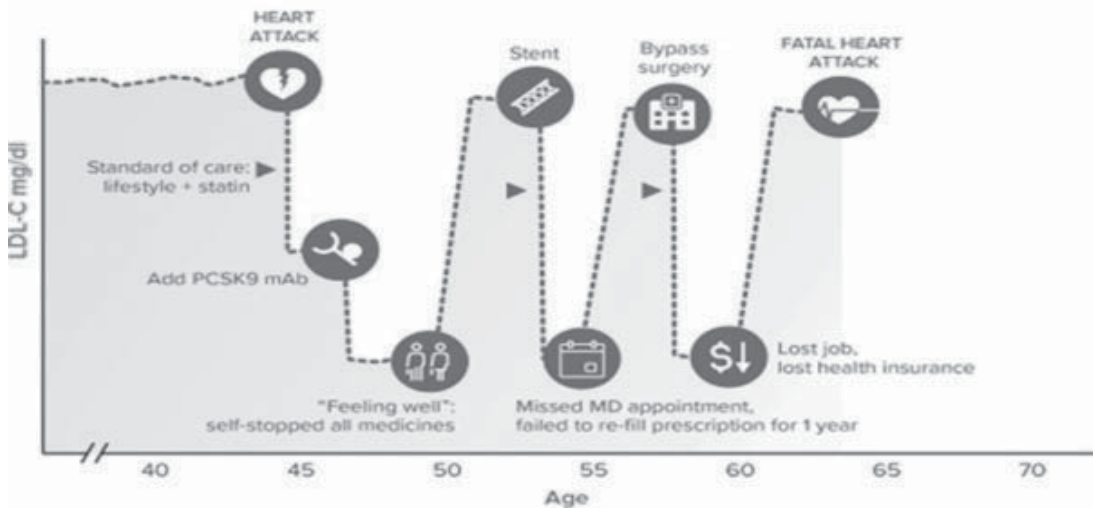 HEART
ATTACK
Stent
Bypass
surgery
FATAL HEART
ATTACK
LDL-C mg/dl
Standard of care:
lifestyle + statin
Add PCSK9 mAb
"Feeling well":
self-stopped all medicines
Missed MD appointment,
failed to re-fill prescription for 1 year
$
Lost job,
lost health insurance
40 45 50 55 60 65 70
Age